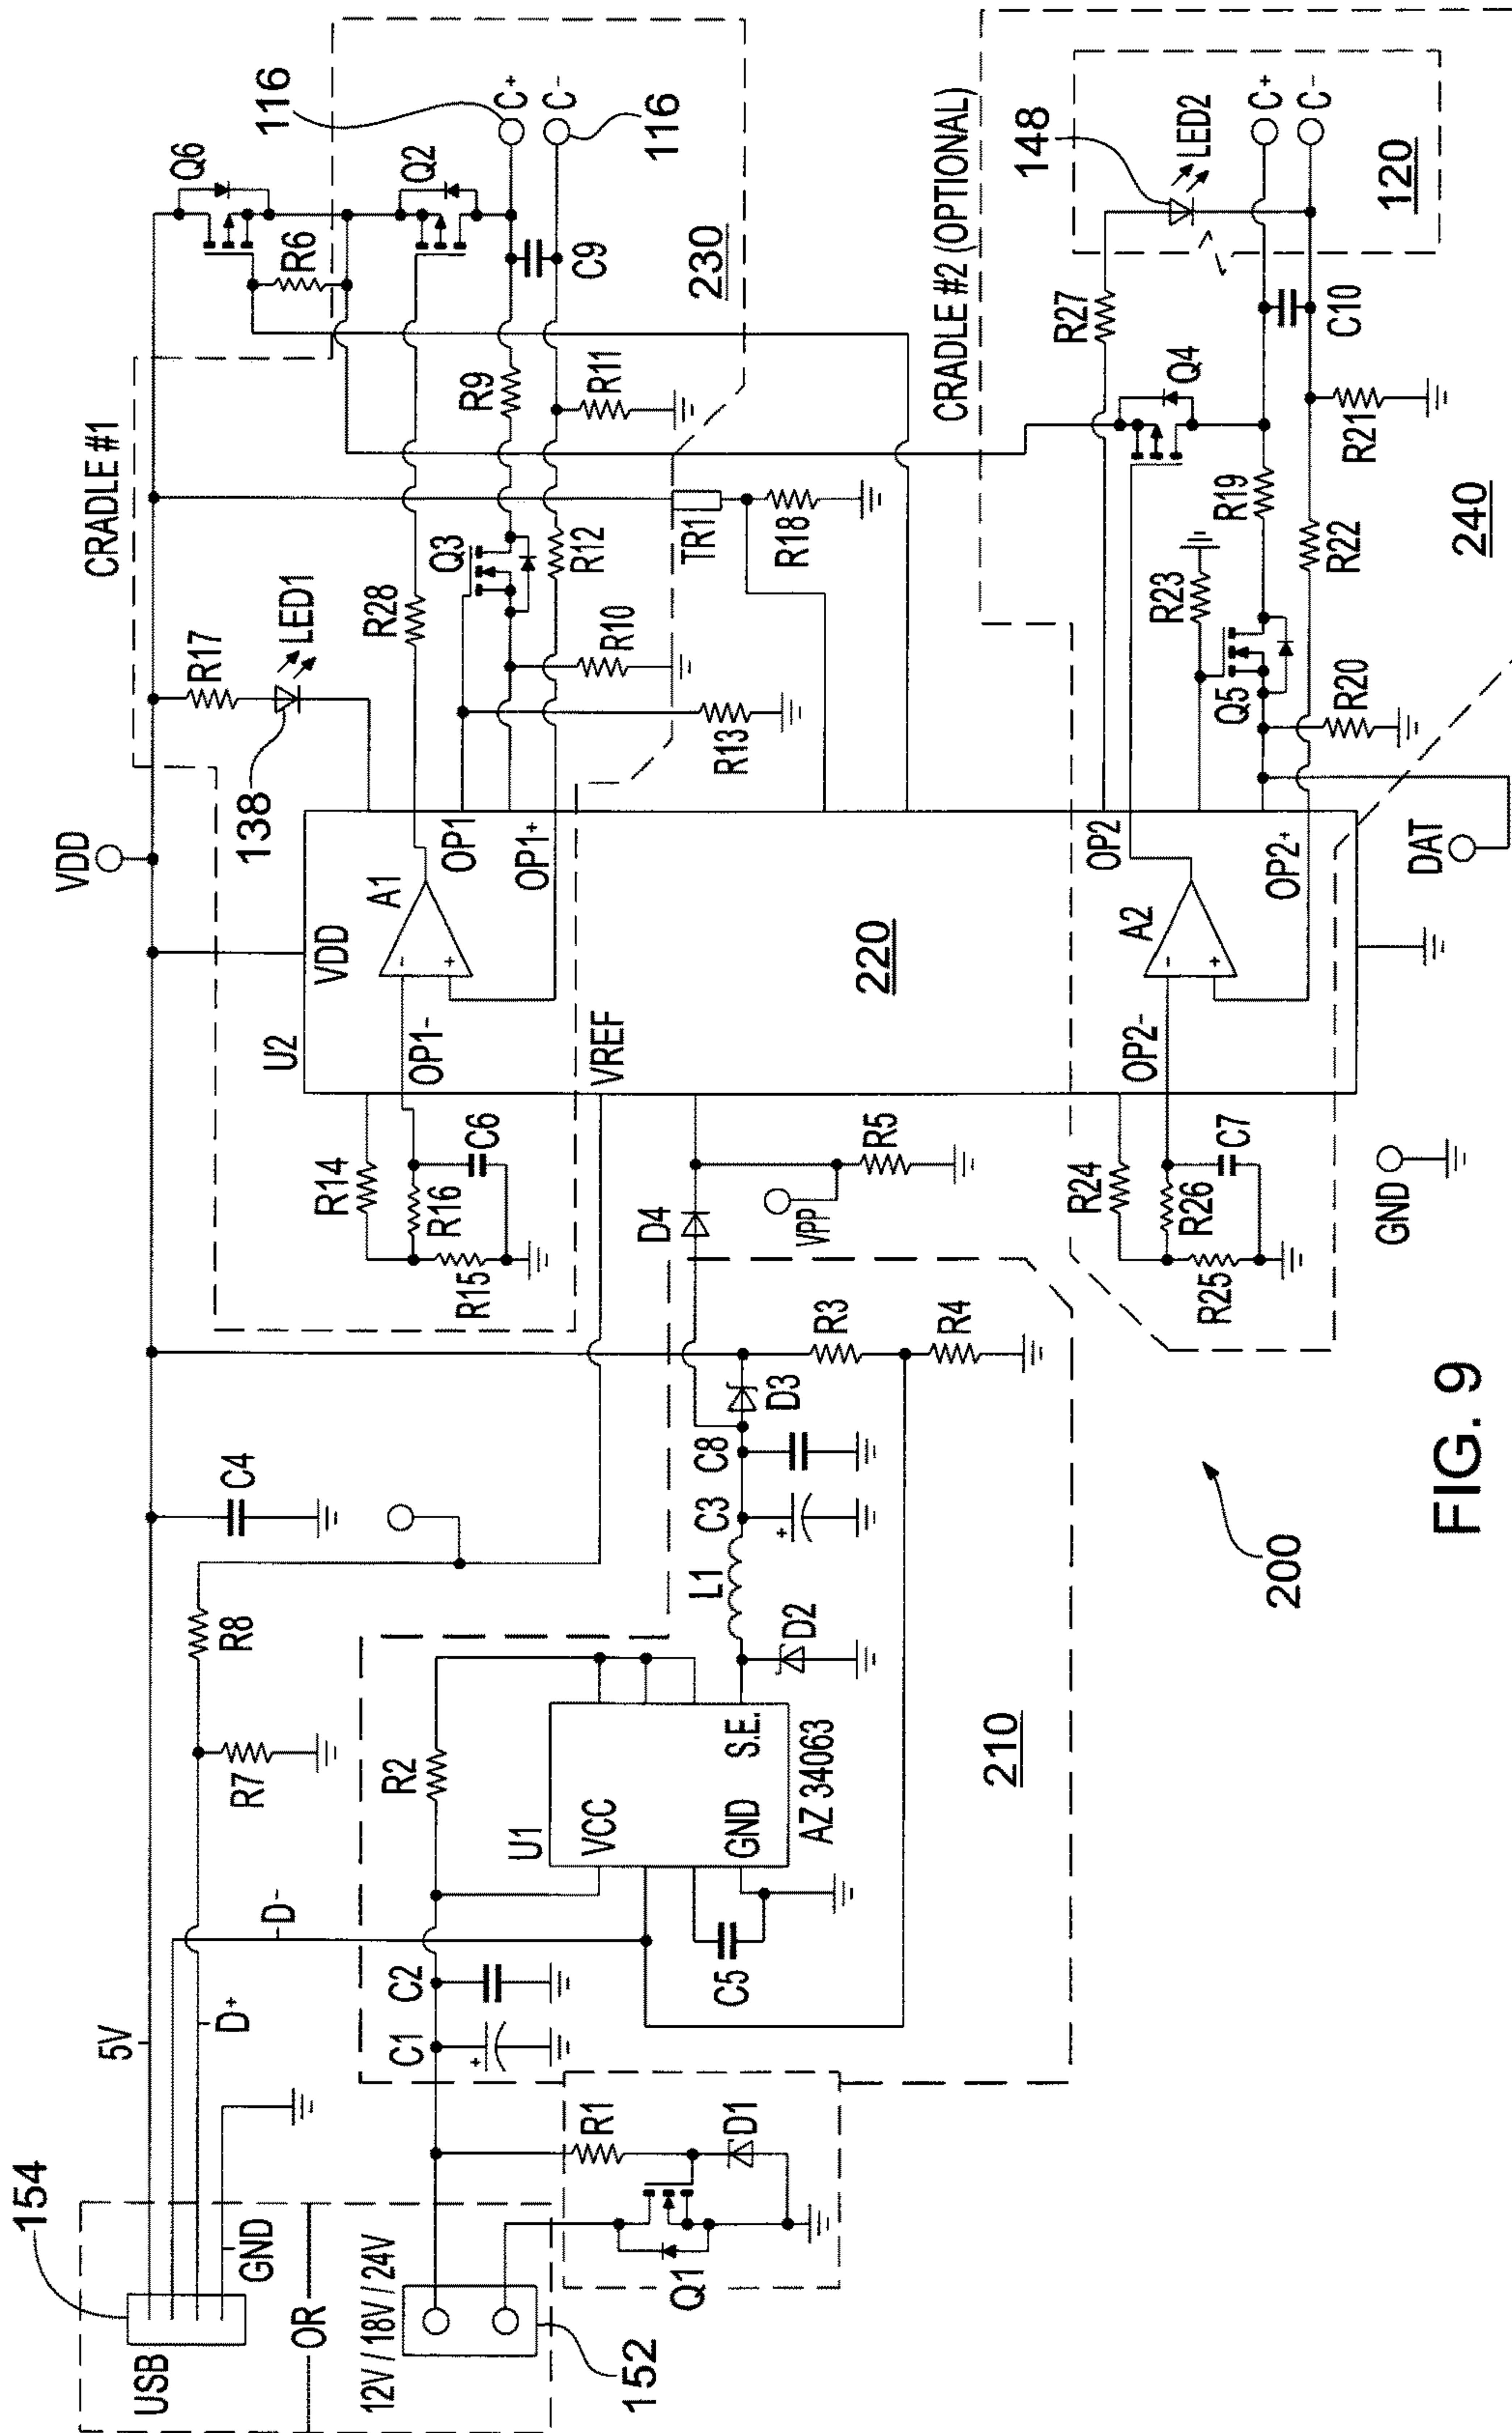 116
Q6
Q2
C+
C-
116
R6
C9
230
CRADLE #1
R9
R11
R28
Q3
R12
TR1
R18
R17
LED1
138
R10
R13
VDD
VDD
U2
A1
-
+
OP1
OP1+
OP1-
VREF
220
R14
R16
C6
R15
D4
VPP
R5
CRADLE #2 (OPTIONAL)
148
LED2
C+
C-
120
R27
Q4
C10
R19
R21
R22
240
R23
Q5
R20
OP2
A2
-
+
OP2+
OP2-
DAT
R24
R26
C7
R25
GND
C4
R8
R7
C8
D3
R3
R4
C3
+
L1
D2
R2
U1
VCC
S.E.
GND
AZ 34063
210
C5
C2
C1
+
D-
D+
5V
GND
154
USB
OR
12V / 18V / 24V
152
R1
D1
Q1
200
FIG. 9